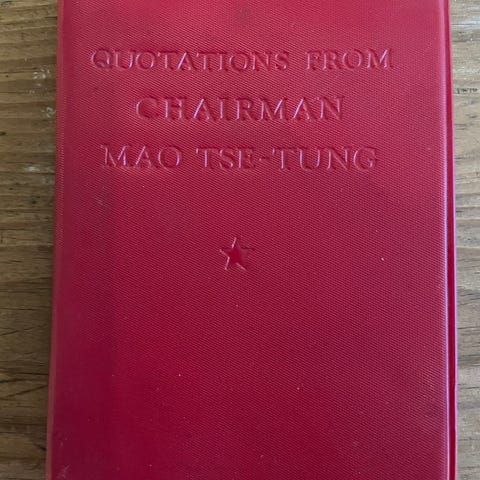 QUOTATIONS FROM
CHAIRMAN
MAO TSE-TUNG